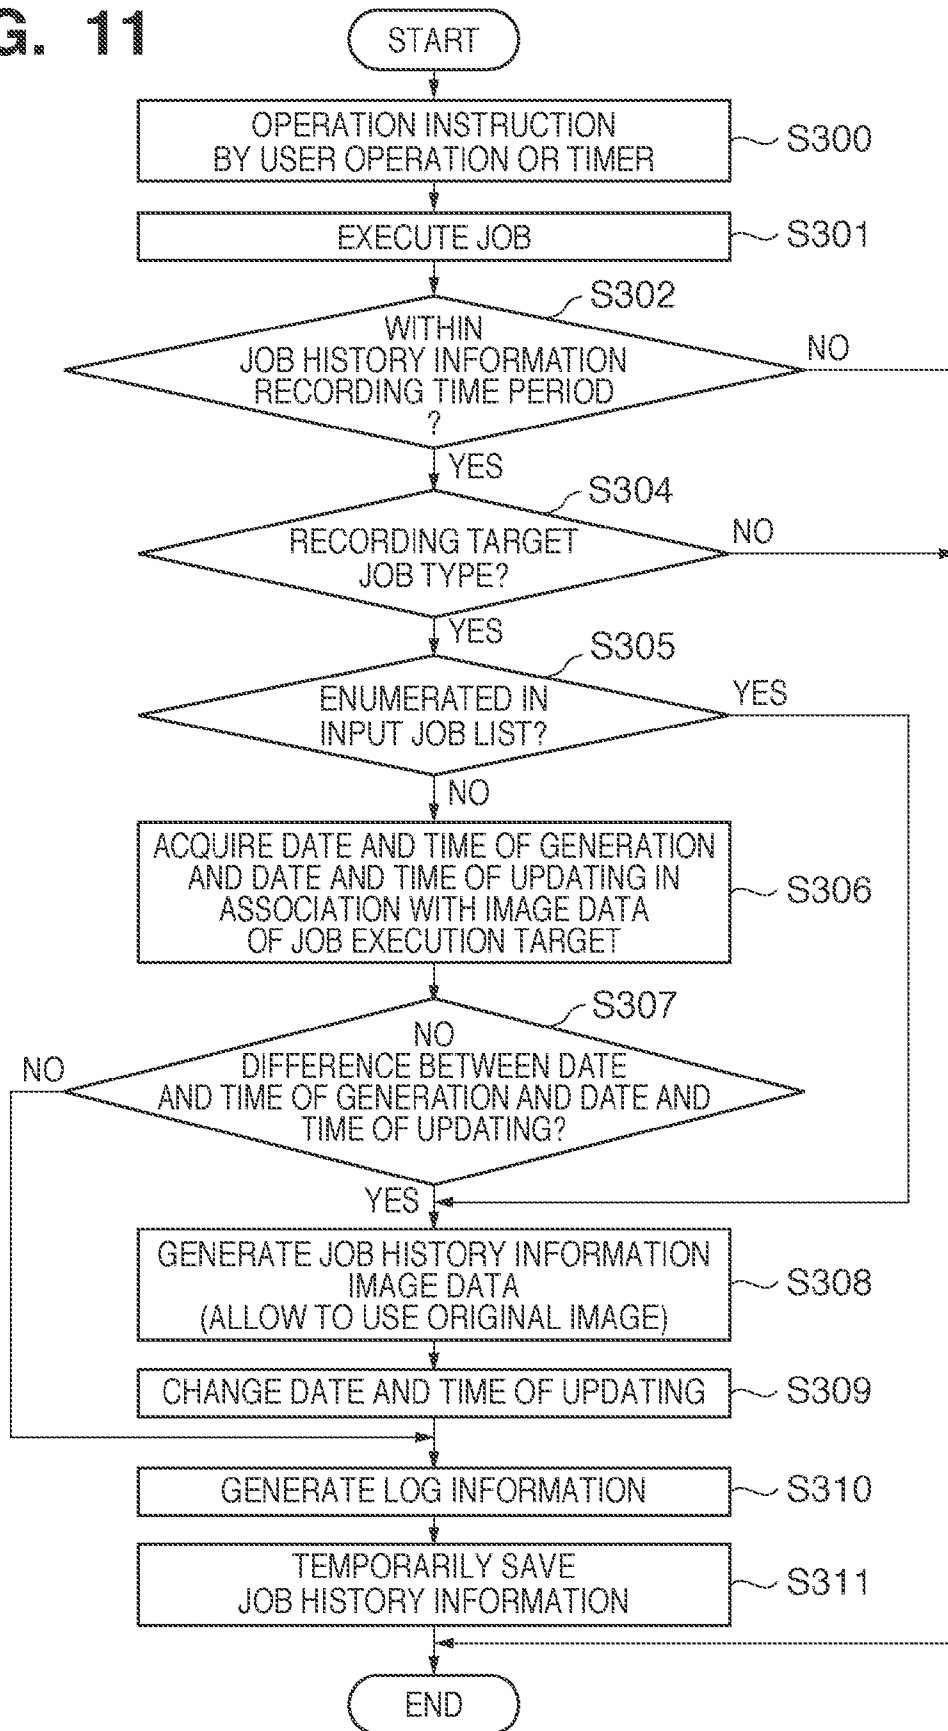 G. 11
START
OPERATION INSTRUCTION
BY USER OPERATION OR TIMER
S300
EXECUTE JOB
S301
S302
WITHIN
JOB HISTORY INFORMATION
RECORDING TIME PERIOD
?
NO
YES
S304
RECORDING TARGET
JOB TYPE?
NO
YES
S305
ENUMERATED IN
INPUT JOB LIST?
YES
NO
ACQUIRE DATE AND TIME OF GENERATION
AND DATE AND TIME OF UPDATING IN
ASSOCIATION WITH IMAGE DATA
OF JOB EXECUTION TARGET
S306
S307
NO
DIFFERENCE BETWEEN DATE
AND TIME OF GENERATION AND DATE AND
TIME OF UPDATING?
NO
YES
GENERATE JOB HISTORY INFORMATION
IMAGE DATA
(ALLOW TO USE ORIGINAL IMAGE)
S308
CHANGE DATE AND TIME OF UPDATING
S309
GENERATE LOG INFORMATION
S310
TEMPORARILY SAVE
JOB HISTORY INFORMATION
S311
END